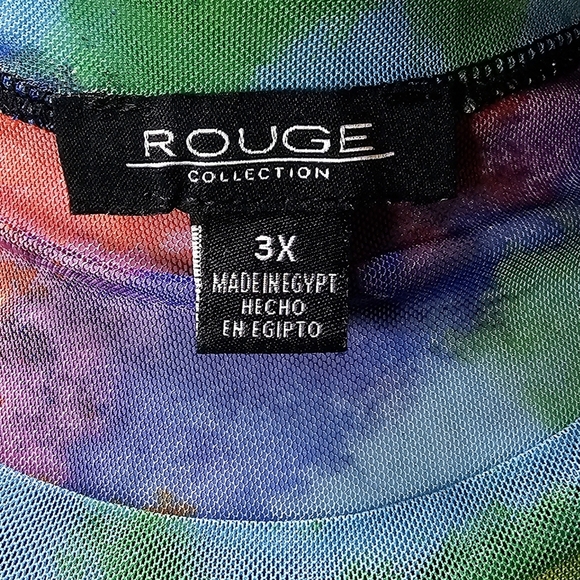 ROUGE
COLLECTION
3X
MADEINEGYPT
HECHO
EN EGIPTO